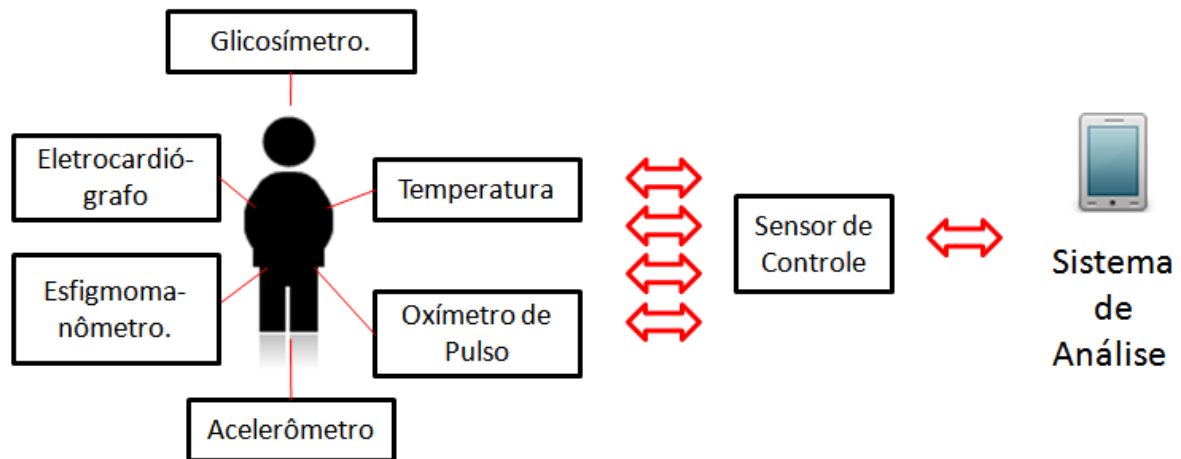 Glicosímetro.
Eletrocardió-
grafo
Temperatura
Esfigmoma-
nômetro.
Oxímetro de
Pulso
Acelerômetro
Sensor de
Controle
Sistema
de
Análise